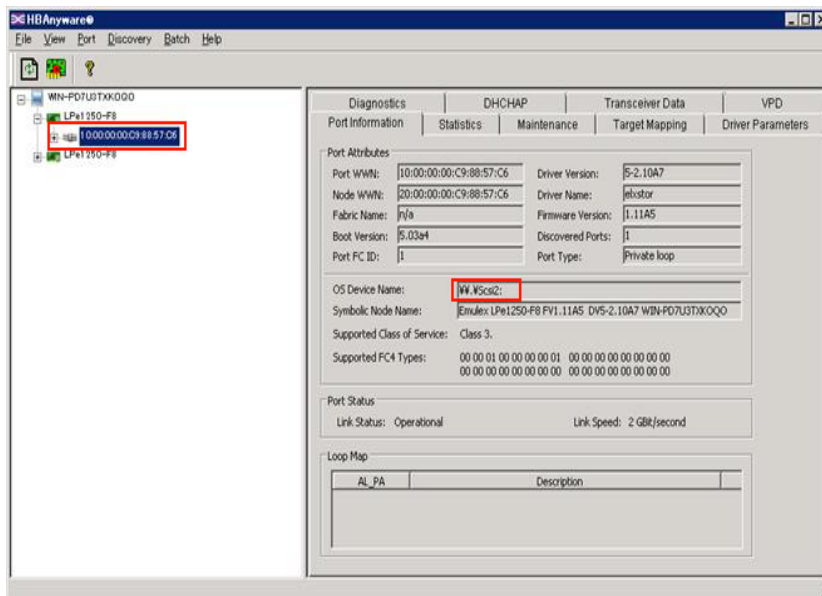 HBAnyware®
File View Port Discovery Batch Help
WIN-PD7U3TXKOQO
LPe1250-F8
10:00:00:00:C9:88:57:C6
LPe1250-F8
Diagnostics DHCHAP Transceiver Data VPD
Port Information Statistics Maintenance Target Mapping Driver Parameters
Port Attributes
Port WWN: 10:00:00:00:C9:88:57:C6 Driver Version: 5-2.10A7
Node WWN: 20:00:00:00:C9:88:57:C6 Driver Name: elxstor
Fabric Name: n/a Firmware Version: 1.11A5
Boot Version: 5.03a4 Discovered Ports: 1
Port FC ID: 1 Port Type: Private loop
OS Device Name: ¥¥.¥Scsi2:
Symbolic Node Name: Emulex LPe1250-F8 FV1.11A5 DV5-2.10A7 WIN-PD7U3TXKOQO
Supported Class of Service: Class 3.
Supported FC4 Types: 00 00 01 00 00 00 00 01 00 00 00 00 00 00 00 00
00 00 00 00 00 00 00 00 00 00 00 00 00 00 00 00
Port Status
Link Status: Operational Link Speed: 2 GBit/second
Loop Map
AL_PA Description